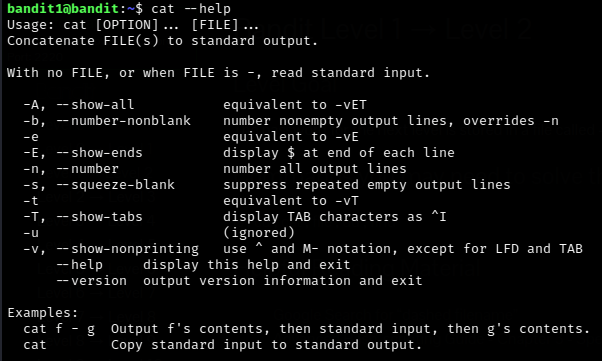 bandit1@bandit:~$ cat --help
Usage: cat [OPTION]... [FILE]...
Concatenate FILE(s) to standard output.

With no FILE, or when FILE is -, read standard input.

  -A, --show-all           equivalent to -vET
  -b, --number-nonblank    number nonempty output lines, overrides -n
  -e                       equivalent to -vE
  -E, --show-ends          display $ at end of each line
  -n, --number             number all output lines
  -s, --squeeze-blank      suppress repeated empty output lines
  -t                       equivalent to -vT
  -T, --show-tabs          display TAB characters as ^I
  -u                       (ignored)
  -v, --show-nonprinting   use ^ and M- notation, except for LFD and TAB
      --help     display this help and exit
      --version  output version information and exit

Examples:
  cat f - g  Output f's contents, then standard input, then g's contents.
  cat        Copy standard input to standard output.